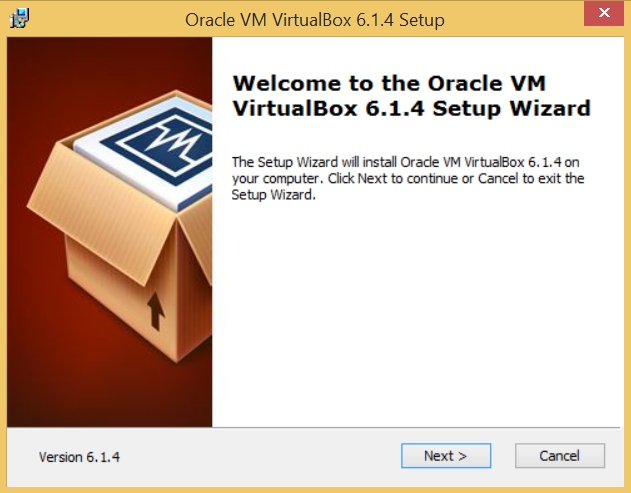 Oracle VM VirtualBox 6.1.4 Setup
Welcome to the Oracle VM
VirtualBox 6.1.4 Setup Wizard
The Setup Wizard will install Oracle VM VirtualBox 6.1.4 on
your computer. Click Next to continue or Cancel to exit the
Setup Wizard.
Version 6.1.4
Next >
Cancel